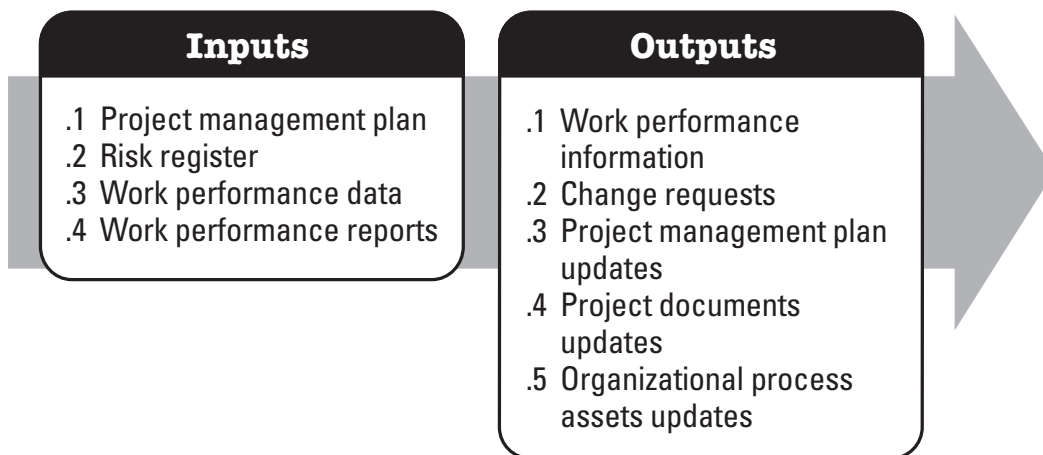 Inputs
.1 Project management plan
.2 Risk register
.3 Work performance data
.4 Work performance reports
Outputs
.1 Work performance
information
.2 Change requests
.3 Project management plan
updates
.4 Project documents
updates
.5 Organizational process
assets updates